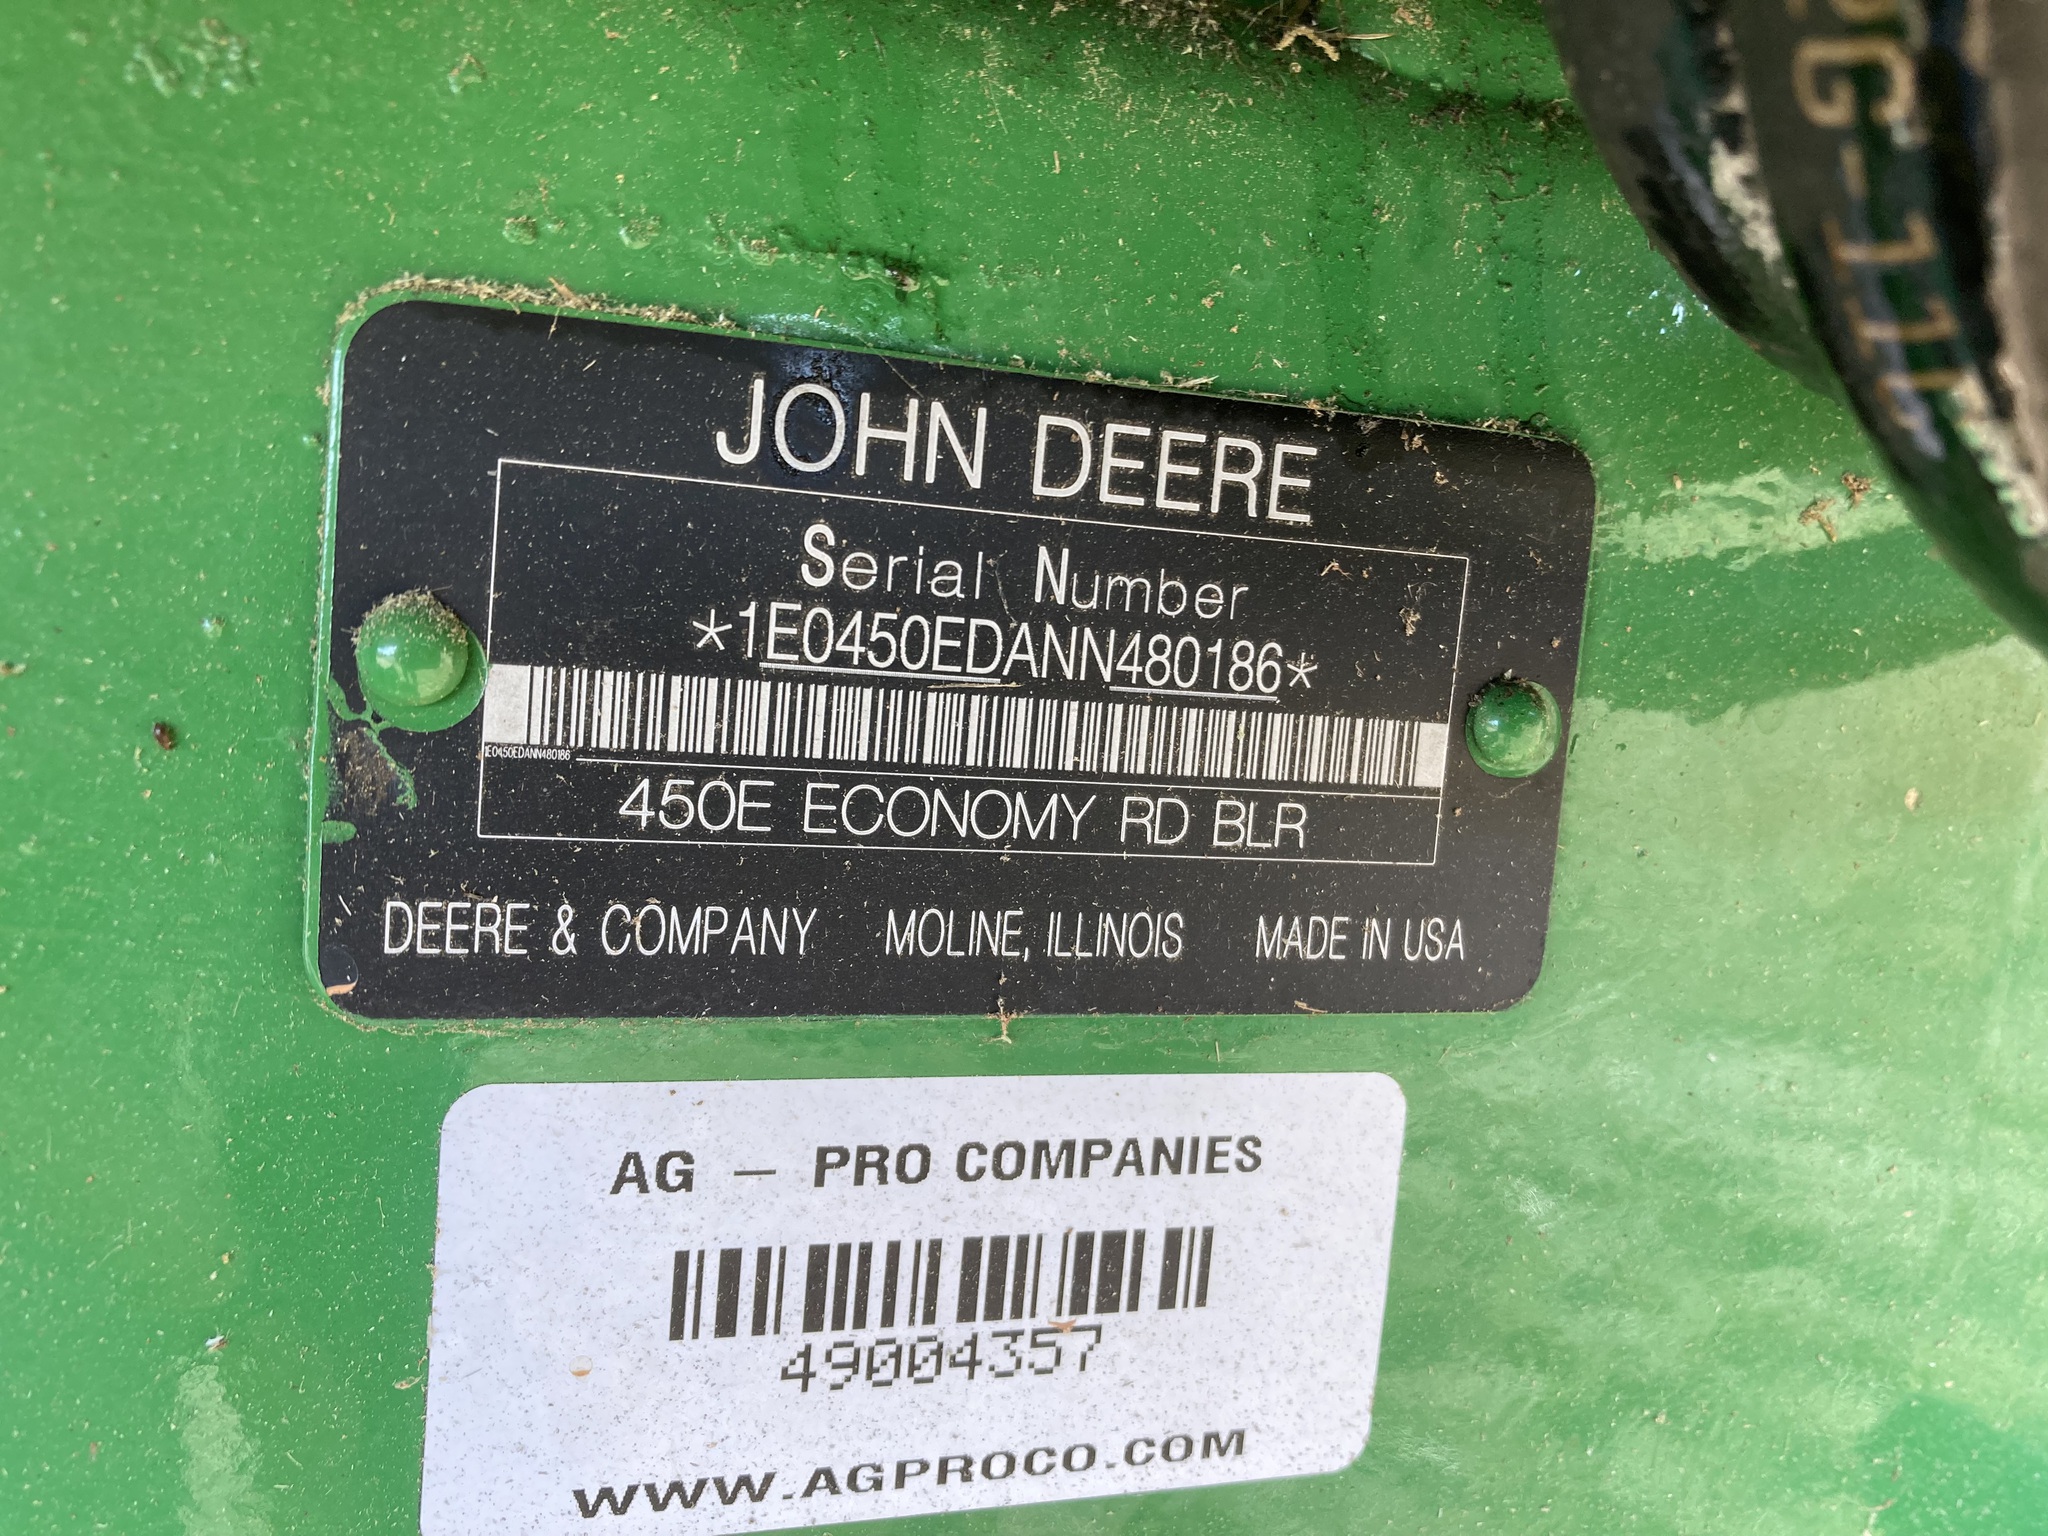 JOHN DEERE
Serial Number
*1E0450EDANN480186*
1E0450EDANN480186
450E ECONOMY RD BLR
DEERE & COMPANY MOLINE, ILLINOIS MADE IN USA
AG - PRO COMPANIES
49004357
WWW.AGPROCO.COM